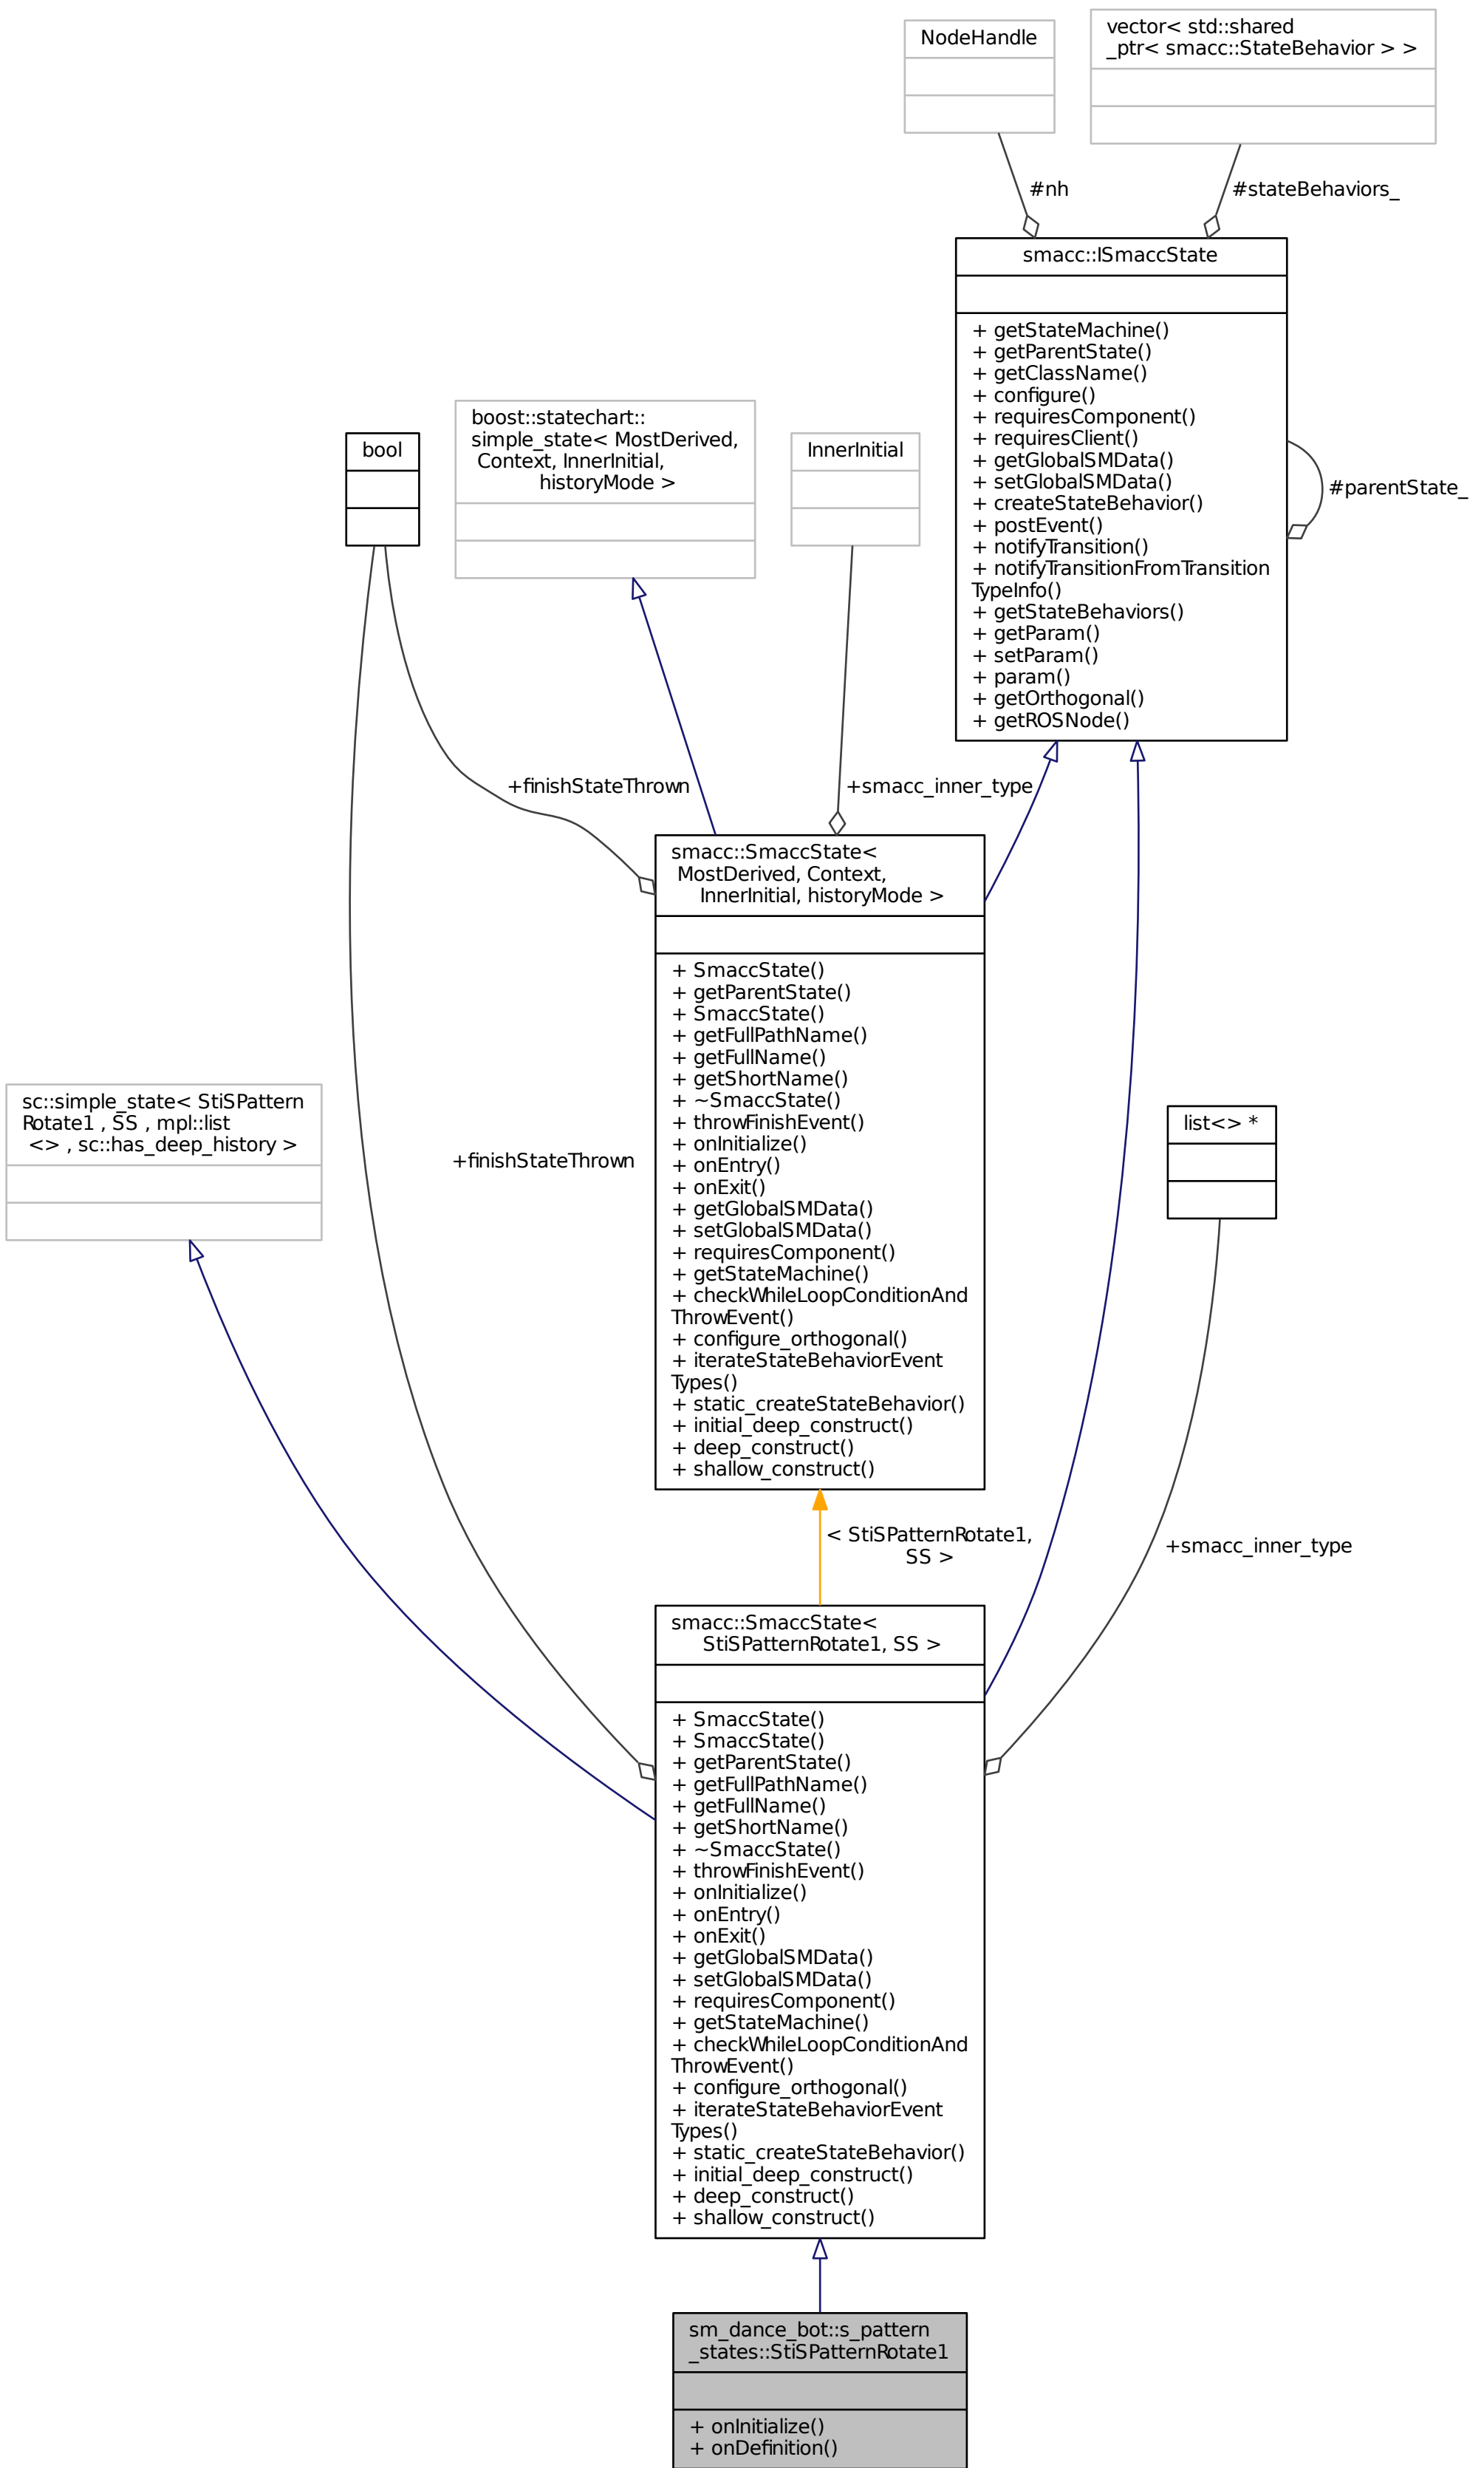 NodeHandle
vector< std::shared
_ptr< smacc::StateBehavior > >
#nh
#stateBehaviors_
smacc::ISmaccState
+ getStateMachine()
+ getParentState()
+ getClassName()
+ configure()
+ requiresComponent()
+ requiresClient()
+ getGlobalSMData()
+ setGlobalSMData()
+ createStateBehavior()
+ postEvent()
+ notifyTransition()
+ notifyTransitionFromTransition
TypeInfo()
+ getStateBehaviors()
+ getParam()
+ setParam()
+ param()
+ getOrthogonal()
+ getROSNode()
#parentState_
bool
boost::statechart::
simple_state< MostDerived,
Context, InnerInitial,
historyMode >
InnerInitial
+finishStateThrown
+smacc_inner_type
smacc::SmaccState<
MostDerived, Context,
InnerInitial, historyMode >
+ SmaccState()
+ getParentState()
+ SmaccState()
+ getFullPathName()
+ getFullName()
+ getShortName()
+ ~SmaccState()
+ throwFinishEvent()
+ onInitialize()
+ onEntry()
+ onExit()
+ getGlobalSMData()
+ setGlobalSMData()
+ requiresComponent()
+ getStateMachine()
+ checkWhileLoopConditionAnd
ThrowEvent()
+ configure_orthogonal()
+ iterateStateBehaviorEvent
Types()
+ static_createStateBehavior()
+ initial_deep_construct()
+ deep_construct()
+ shallow_construct()
sc::simple_state< StiSPattern
Rotate1 , SS , mpl::list
<> , sc::has_deep_history >
+finishStateThrown
list<> *
< StiSPatternRotate1,
SS >
+smacc_inner_type
smacc::SmaccState<
StiSPatternRotate1, SS >
+ SmaccState()
+ SmaccState()
+ getParentState()
+ getFullPathName()
+ getFullName()
+ getShortName()
+ ~SmaccState()
+ throwFinishEvent()
+ onInitialize()
+ onEntry()
+ onExit()
+ getGlobalSMData()
+ setGlobalSMData()
+ requiresComponent()
+ getStateMachine()
+ checkWhileLoopConditionAnd
ThrowEvent()
+ configure_orthogonal()
+ iterateStateBehaviorEvent
Types()
+ static_createStateBehavior()
+ initial_deep_construct()
+ deep_construct()
+ shallow_construct()
sm_dance_bot::s_pattern
_states::StiSPatternRotate1
+ onInitialize()
+ onDefinition()